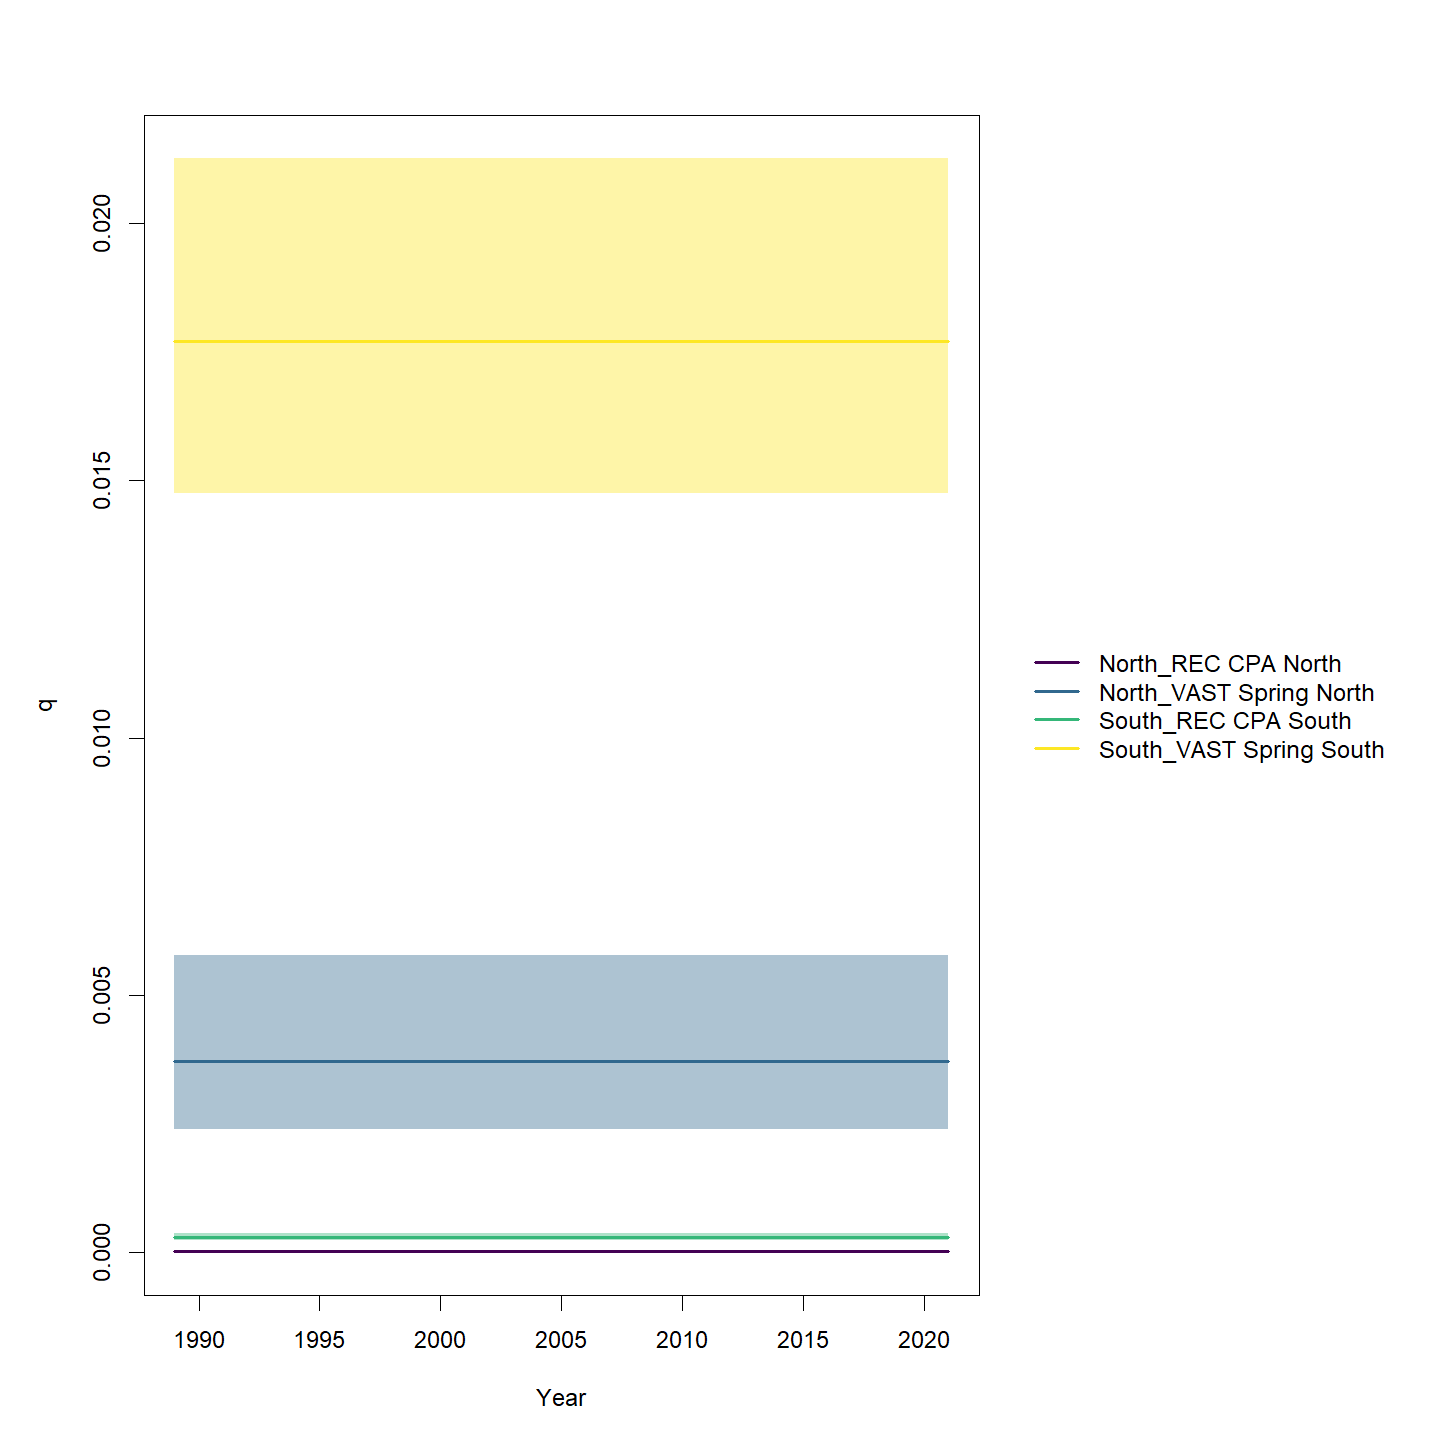 0.020
0.015
0.010
0.005
0.000
q
1990 1995 2000 2005 2010 2015 2020
Year
North_REC CPA North
North_VAST Spring North
South_REC CPA South
South_VAST Spring South